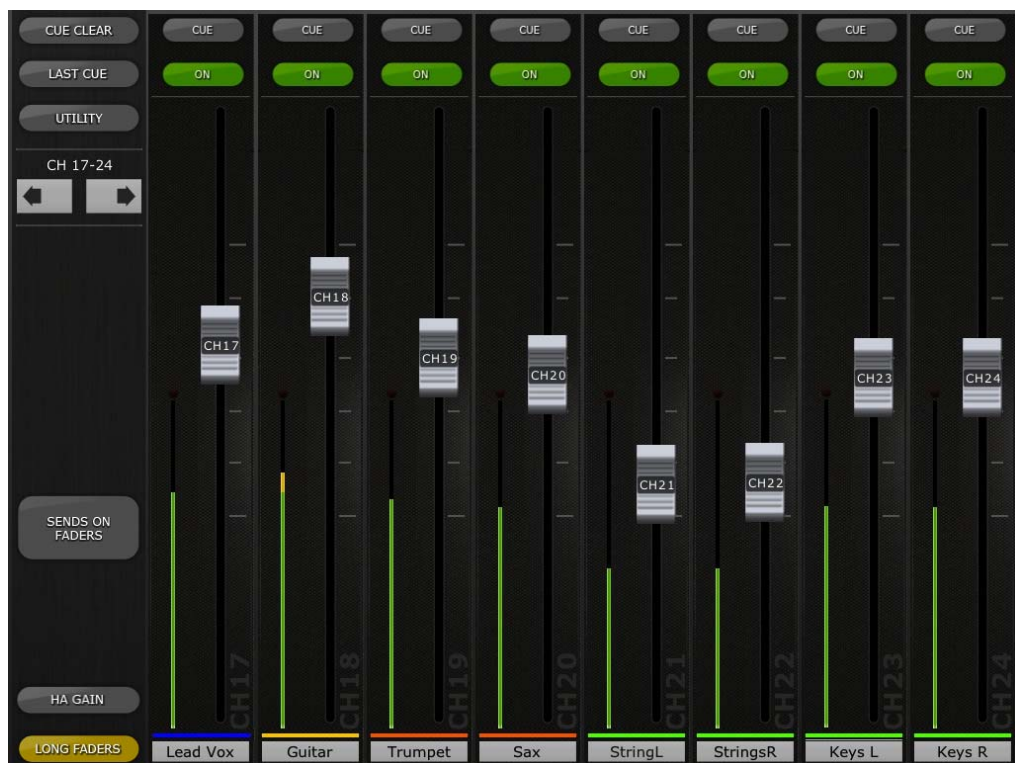 CUE CLEAR
CUE
CUE
CUE
CUE
CUE
CUE
CUE
CUE
LAST CUE
ON
ON
ON
ON
ON
ON
ON
ON
UTILITY
CH 17-24
CH17
CH18
CH19
CH20
CH21
CH22
CH23
CH24
SENDS ON
FADERS
CH17
CH18
CH19
CH20
CH21
CH22
CH23
CH24
HA GAIN
LONG FADERS
Lead Vox
Guitar
Trumpet
Sax
StringL
StringsR
Keys L
Keys R